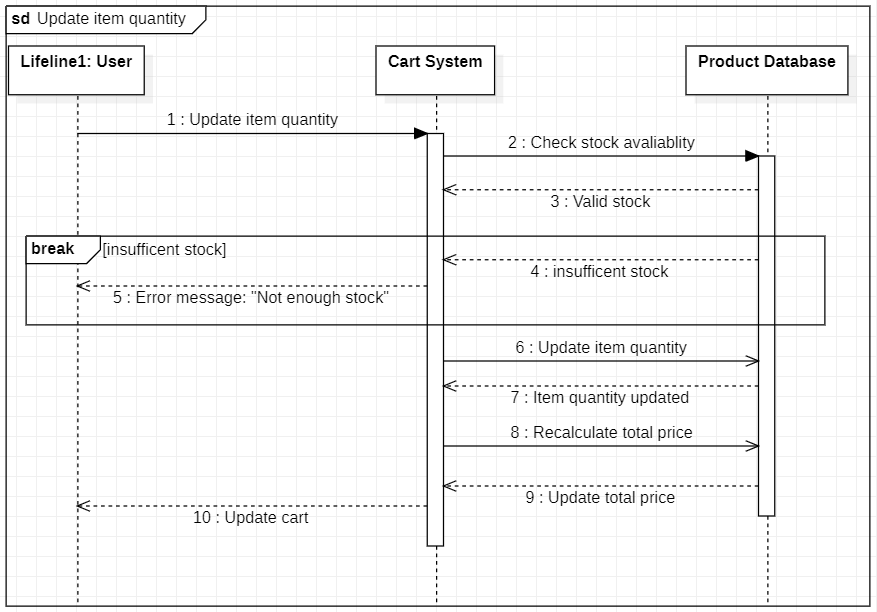 sd Update item quantity
Lifeline1: User
Cart System
Product Database
1 : Update item quantity
2 : Check stock avaliablity
3 : Valid stock
break [insufficent stock]
4 : insufficent stock
5 : Error message: "Not enough stock"
6 : Update item quantity
7 : Item quantity updated
8 : Recalculate total price
9 : Update total price
10 : Update cart